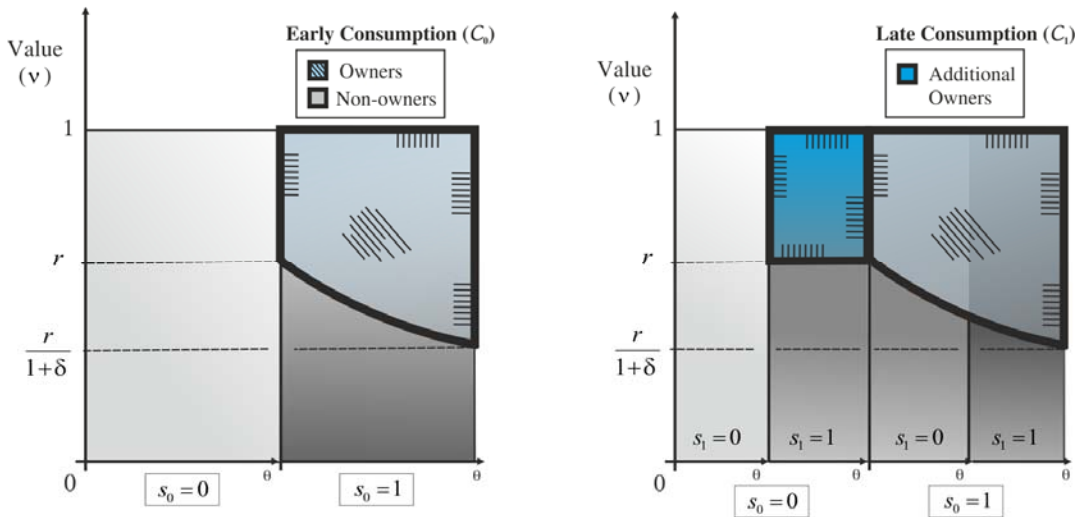 Early Consumption (C₀)
Value
(ν)
Owners
Non-owners
1
r
r
1+δ
0
θ
θ
s₀=0
s₀=1
Late Consumption (C₁)
Value
(ν)
Additional
Owners
1
r
r
1+δ
s₁=0
s₁=1
s₁=0
s₁=1
0
θ
θ
θ
θ
s₀=0
s₀=1